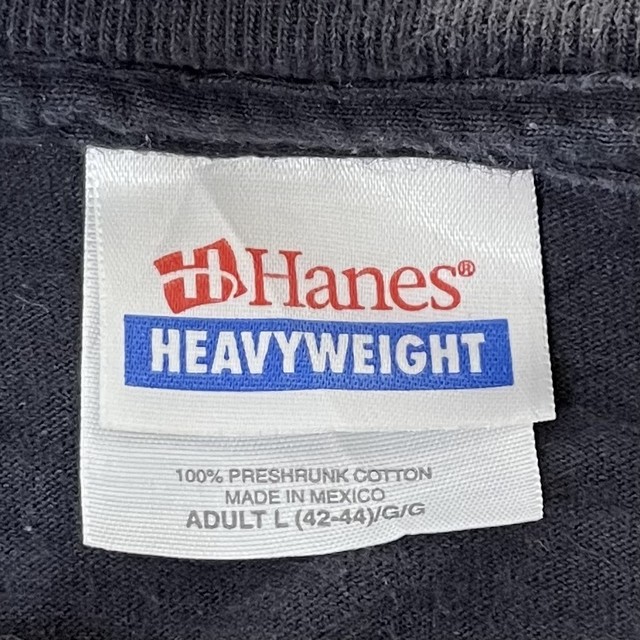 Hanes®
HEAVYWEIGHT
100% PRESHRUNK COTTON
MADE IN MEXICO
ADULT L (42-44)/G/G